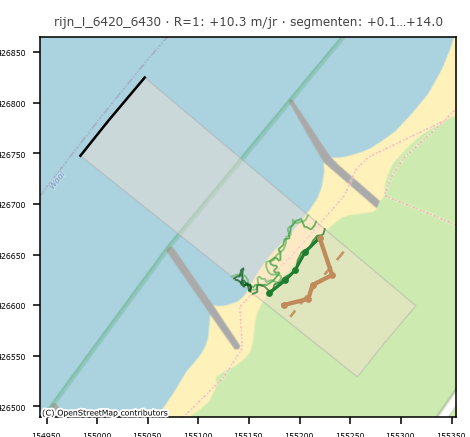 rijn_l_6420_6430 · R=1: +10.3 m/jr · segmenten: +0.1...+14.0
426850
426800
426750
426700
426650
426600
426550
426500
Waal
(C) OpenStreetMap contributors
154950 155000 155050 155100 155150 155200 155250 155300 155350